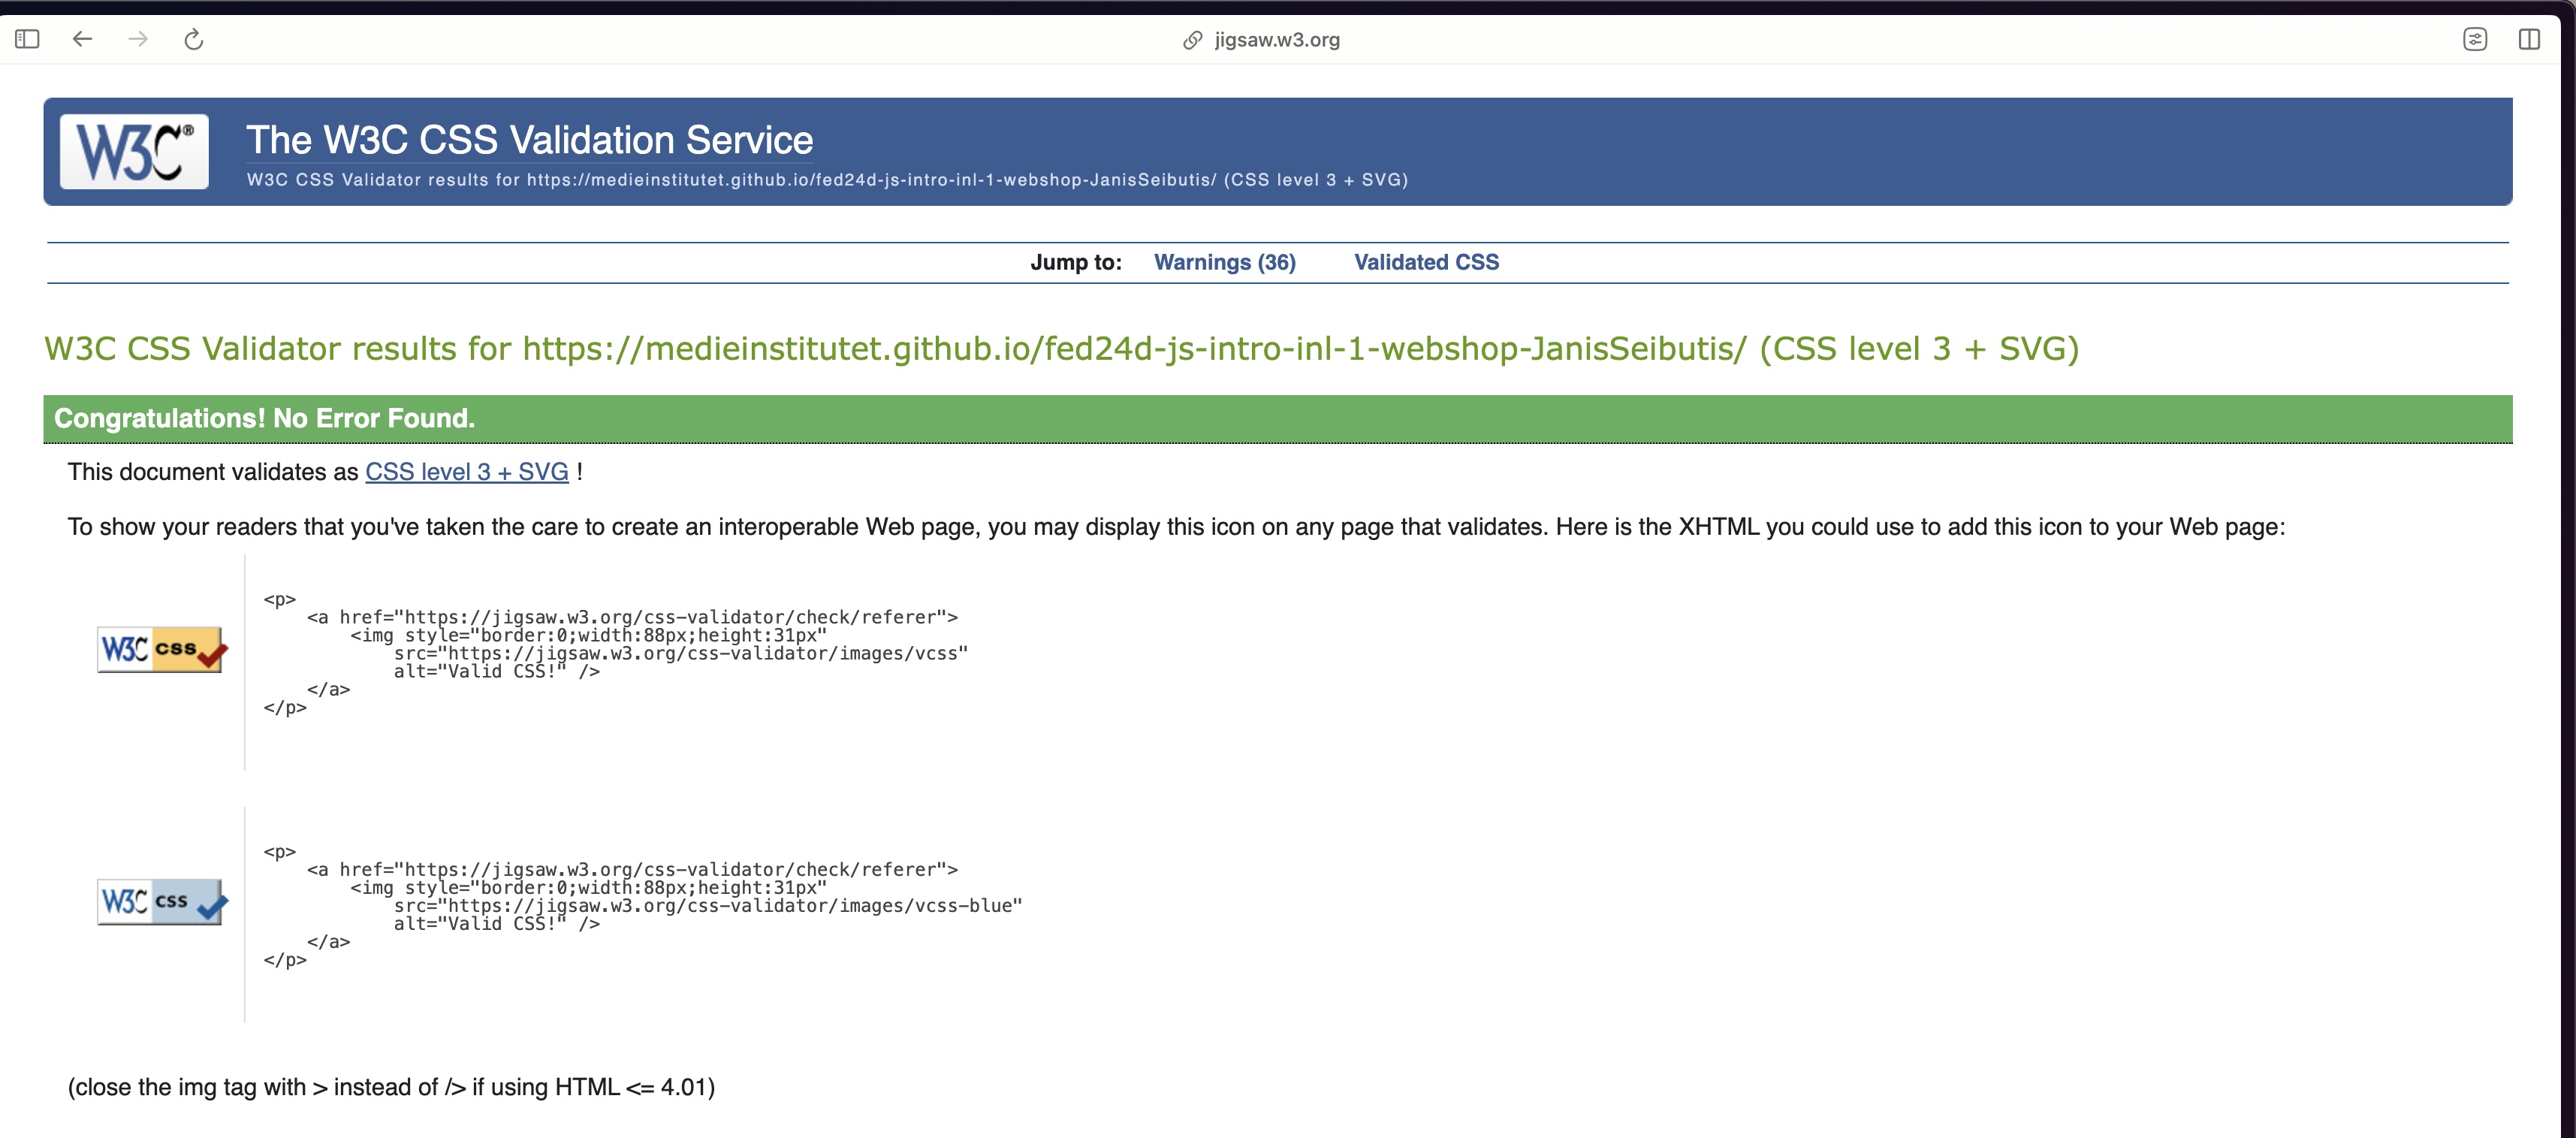 jigsaw.w3.org
W3C®
The W3C CSS Validation Service
W3C CSS Validator results for https://medieinstitutet.github.io/fed24d-js-intro-inl-1-webshop-JanisSeibutis/ (CSS level 3 + SVG)
Jump to: Warnings (36) Validated CSS
W3C CSS Validator results for https://medieinstitutet.github.io/fed24d-js-intro-inl-1-webshop-JanisSeibutis/ (CSS level 3 + SVG)
Congratulations! No Error Found.
This document validates as CSS level 3 + SVG !
To show your readers that you've taken the care to create an interoperable Web page, you may display this icon on any page that validates. Here is the XHTML you could use to add this icon to your Web page:
<p>
<a href="https://jigsaw.w3.org/css-validator/check/referer">
<img style="border:0;width:88px;height:31px"
W3C css
src="https://jigsaw.w3.org/css-validator/images/vcss"
alt="Valid CSS!" />
</a>
</p>
<p>
<a href="https://jigsaw.w3.org/css-validator/check/referer">
<img style="border:0;width:88px;height:31px"
W3C css
src="https://jigsaw.w3.org/css-validator/images/vcss-blue"
alt="Valid CSS!" />
</a>
</p>
(close the img tag with > instead of /> if using HTML <= 4.01)